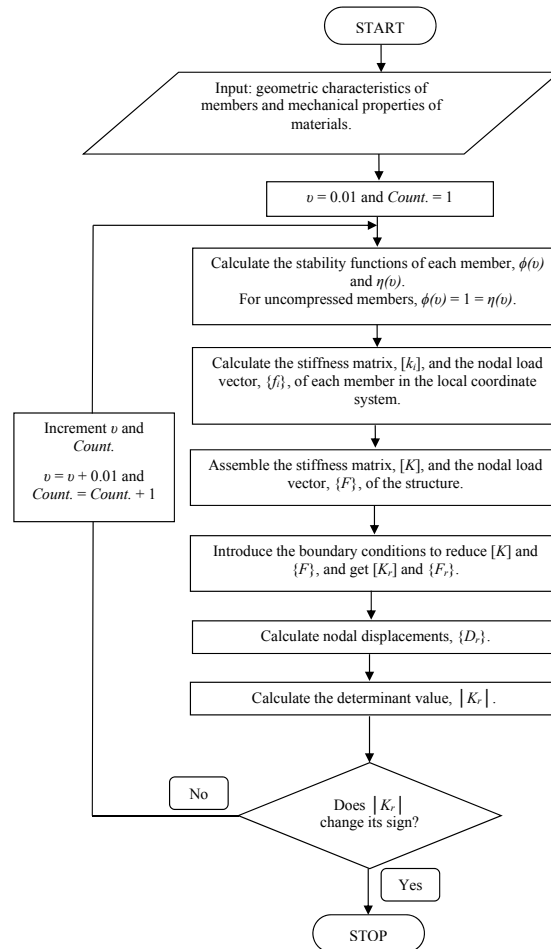 START
Input: geometric characteristics of
members and mechanical properties of
materials.
υ = 0.01 and Count. = 1
Calculate the stability functions of each member, ϕ(υ)
and η(υ).
For uncompressed members, ϕ(υ) = 1 = η(υ).
Calculate the stiffness matrix, [kᵢ], and the nodal load
vector, {fᵢ}, of each member in the local coordinate
system.
Increment υ and
Count.
υ = υ + 0.01 and
Count. = Count. + 1
Assemble the stiffness matrix, [K], and the nodal load
vector, {F}, of the structure.
Introduce the boundary conditions to reduce [K] and
{F}, and get [Kᵣ] and {Fᵣ}.
Calculate nodal displacements, {Dᵣ}.
Calculate the determinant value, |Kᵣ|.
No
Does |Kᵣ|
change its sign?
Yes
STOP